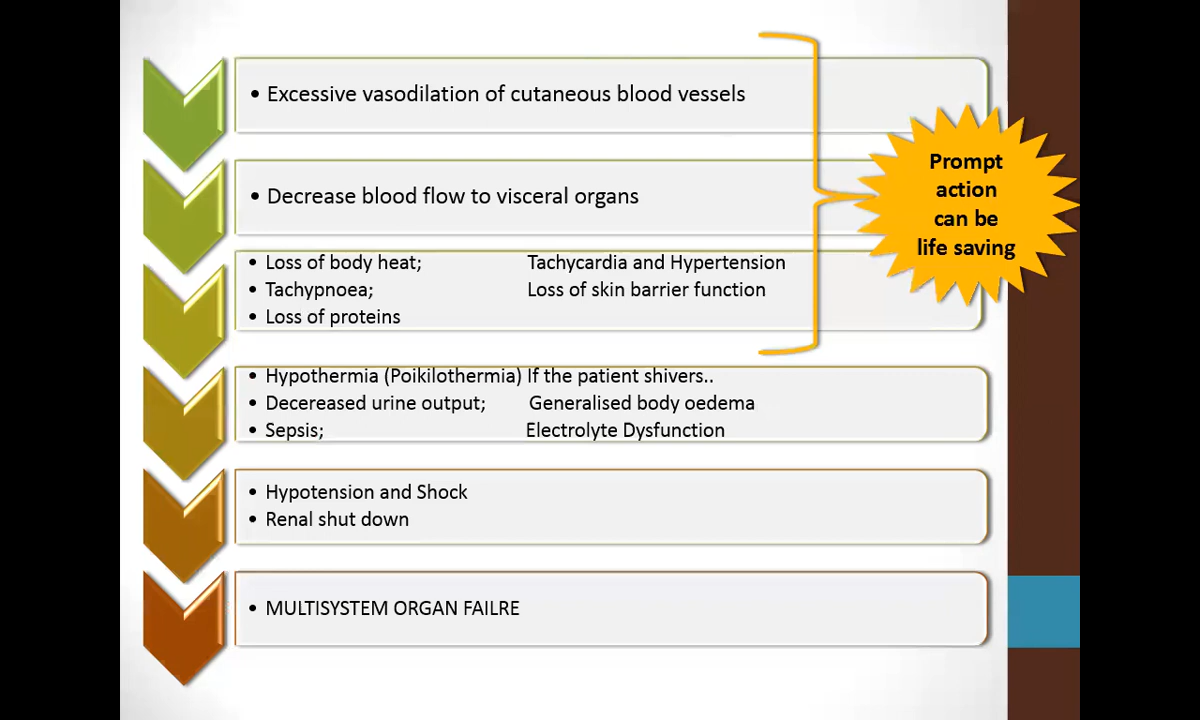 • Excessive vasodilation of cutaneous blood vessels
• Decrease blood flow to visceral organs
• Loss of body heat; Tachycardia and Hypertension
• Tachypnoea; Loss of skin barrier function
• Loss of proteins
Prompt
action
can be
life saving
• Hypothermia (Poikilothermia) If the patient shivers..
• Decereased urine output; Generalised body oedema
• Sepsis; Electrolyte Dysfunction
• Hypotension and Shock
• Renal shut down
• MULTISYSTEM ORGAN FAILRE